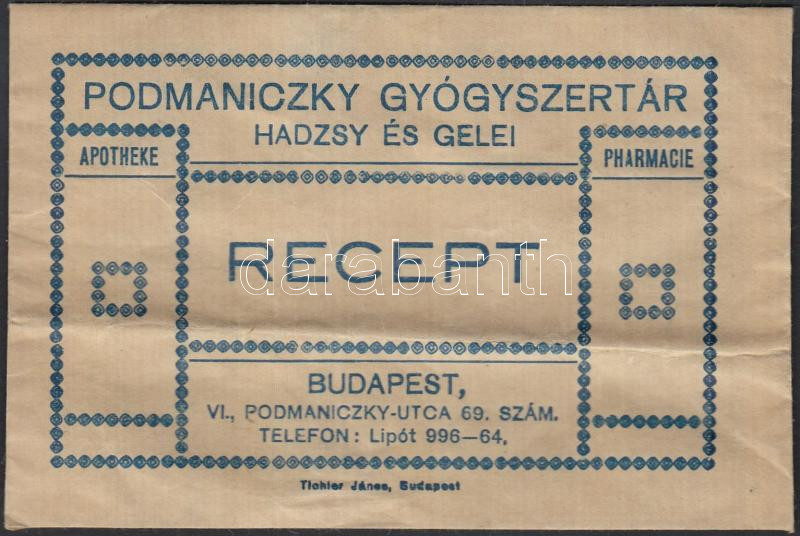 PODMANICZKY GYÓGYSZERTÁR
HADZSY ÉS GELEI
APOTHEKE
PHARMACIE
RECEPT
darabanth
BUDAPEST,
VI., PODMANICZKY-UTCA 69. SZÁM.
TELEFON: Lipót 996—64.
Tichler János, Budapest